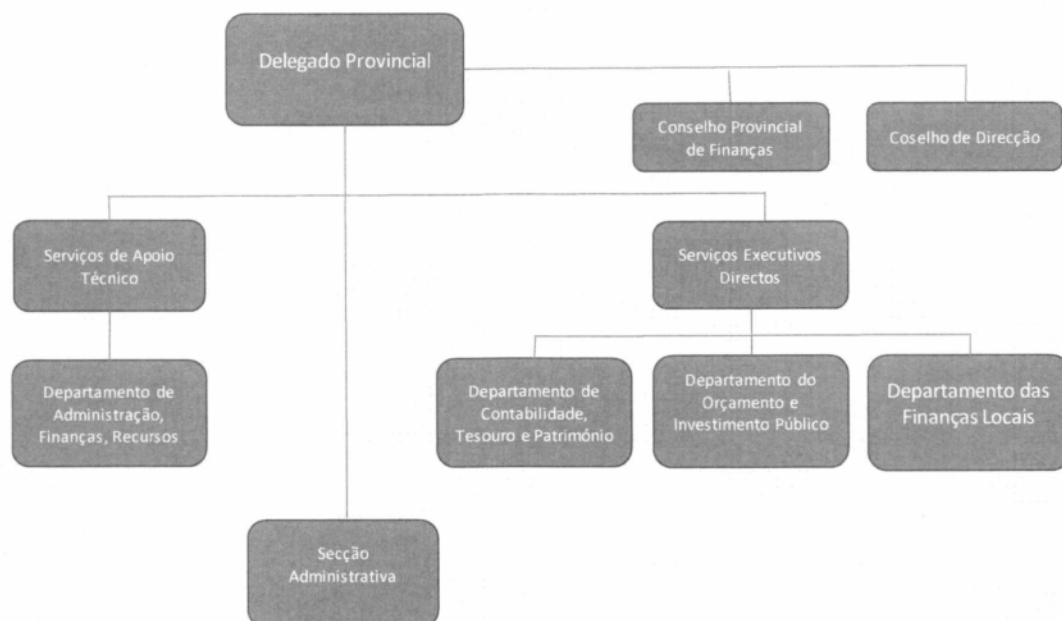 Delegado Provincial
Conselho Provincial
de Finanças
Coselho de Direcção
Serviços de Apoio
Técnico
Serviços Executivos
Directos
Departamento de
Administração,
Finanças, Recursos
Departamento de
Contabilidade,
Tesouro e Património
Departamento do
Orçamento e
Investimento Público
Departamento das
Finanças Locais
Secção
Administrativa